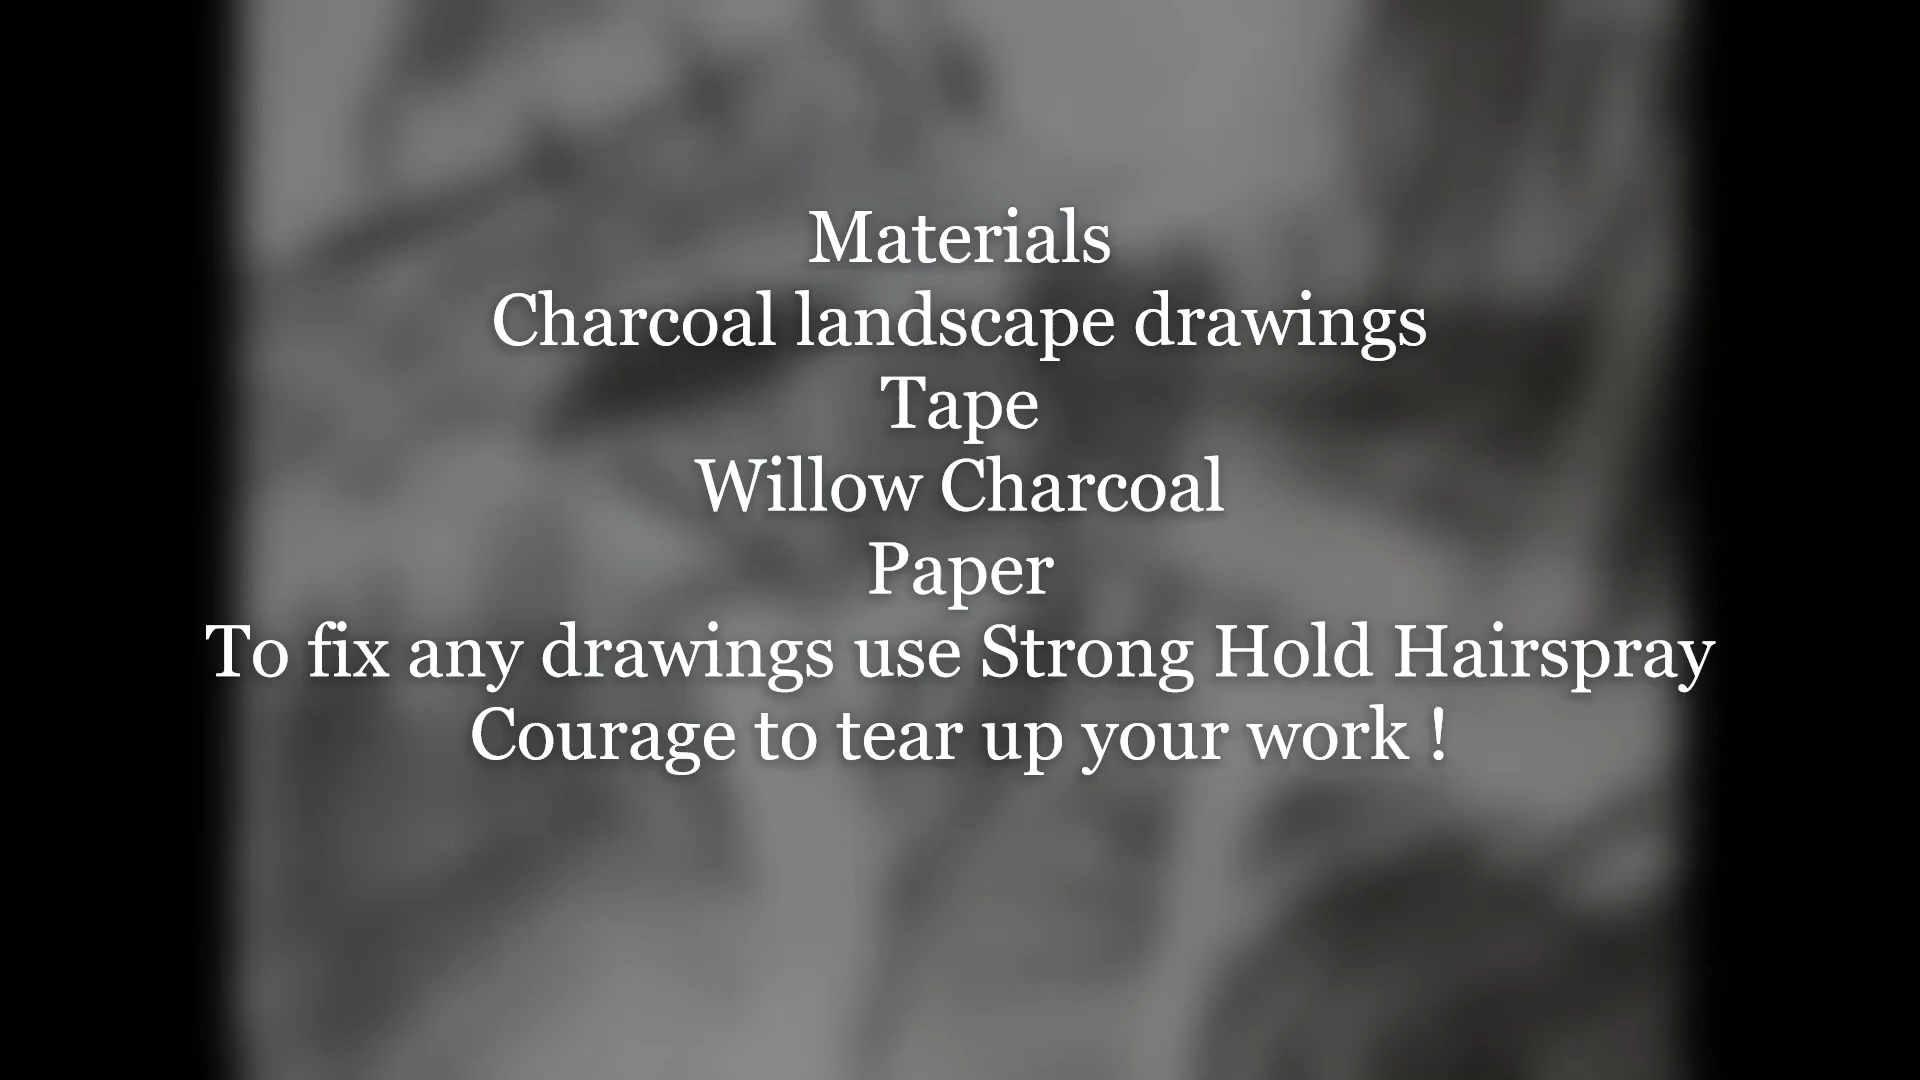 Materials
Charcoal landscape drawings
Tape
Willow Charcoal
Paper
To fix any drawings use Strong Hold Hairspray
Courage to tear up your work !